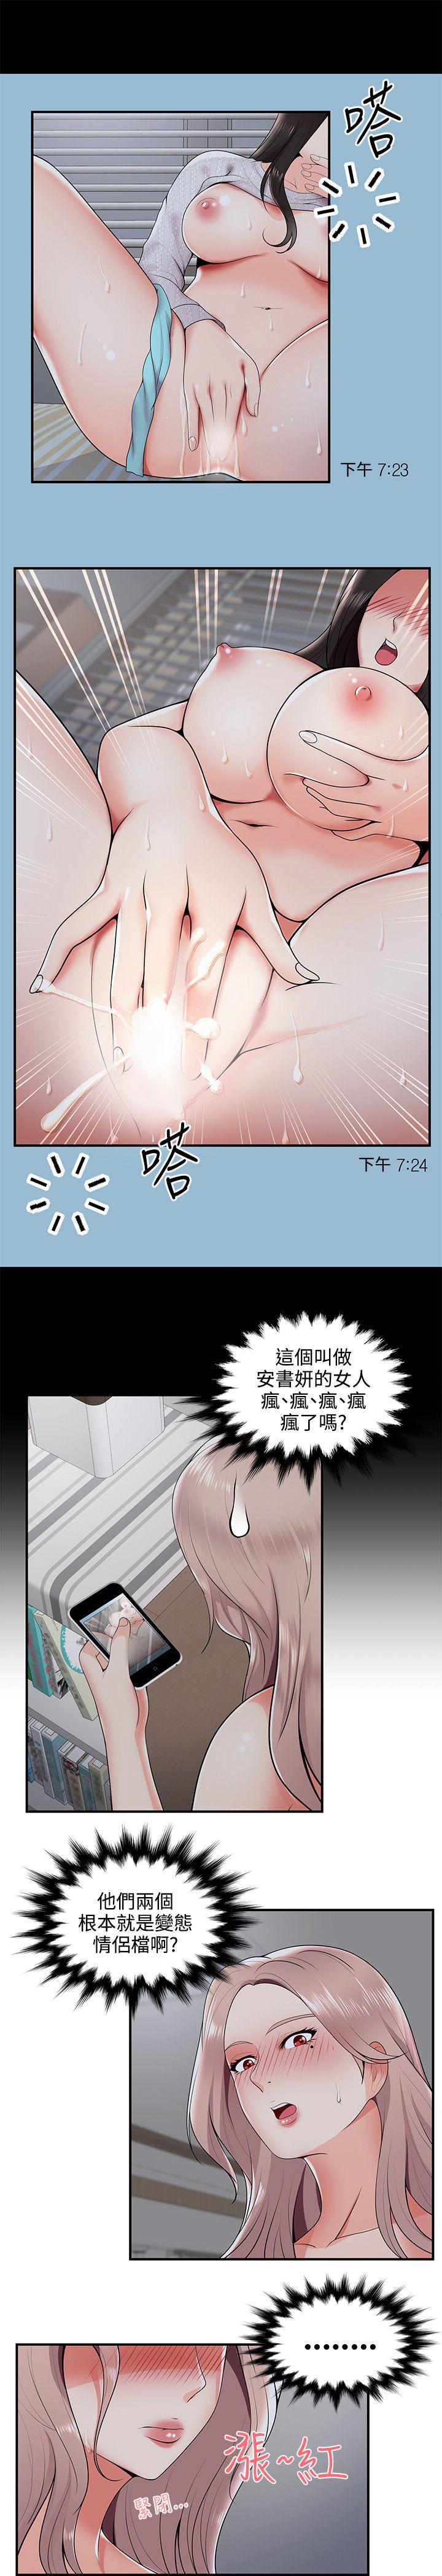 嗒
下午 7:23
下午 7:24
嗒
這個叫做
安書妍的女人
瘋、瘋、瘋、瘋
瘋了嗎?
他們兩個
根本就是變態
情侶檔啊?
........
漲~紅
緊閉...